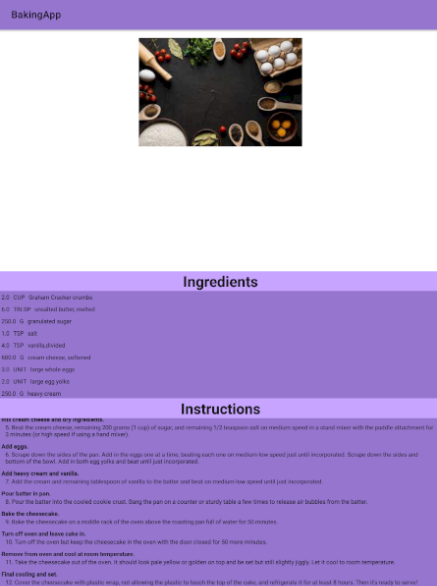 BakingApp
Ingredients
2.0 CUP Graham Cracker crumbs
6.0 TBLSP unsalted butter, melted
250.0 G granulated sugar
1.0 TSP salt
4.0 TSP vanilla,divided
680.0 G cream cheese, softened
3.0 UNIT large whole eggs
2.0 UNIT large egg yolks
250.0 G heavy cream
Instructions
Mix cream cheese and dry ingredients.
5. Beat the cream cheese, remaining 200 grams (1 cup) of sugar, and remaining 1/2 teaspoon salt on medium speed in a stand mixer with the paddle attachment for
3 minutes (or high speed if using a hand mixer).
Add eggs.
6. Scrape down the sides of the pan. Add in the eggs one at a time, beating each one on medium-low speed just until incorporated. Scrape down the sides and
bottom of the bowl. Add in both egg yolks and beat until just incorporated.
Add heavy cream and vanilla.
7. Add the cream and remaining tablespoon of vanilla to the batter and beat on medium-low speed until just incorporated.
Pour batter in pan.
8. Pour the batter into the cooled cookie crust. Bang the pan on a counter or sturdy table a few times to release air bubbles from the batter.
Bake the cheesecake.
9. Bake the cheesecake on a middle rack of the oven above the roasting pan full of water for 50 minutes.
Turn off oven and leave cake in.
10. Turn off the oven but keep the cheesecake in the oven with the door closed for 50 more minutes.
Remove from oven and cool at room temperature.
11. Take the cheesecake out of the oven. It should look pale yellow or golden on top and be set but still slightly jiggly. Let it cool to room temperature.
Final cooling and set.
12. Cover the cheesecake with plastic wrap, not allowing the plastic to touch the top of the cake, and refrigerate it for at least 8 hours. Then it's ready to serve!